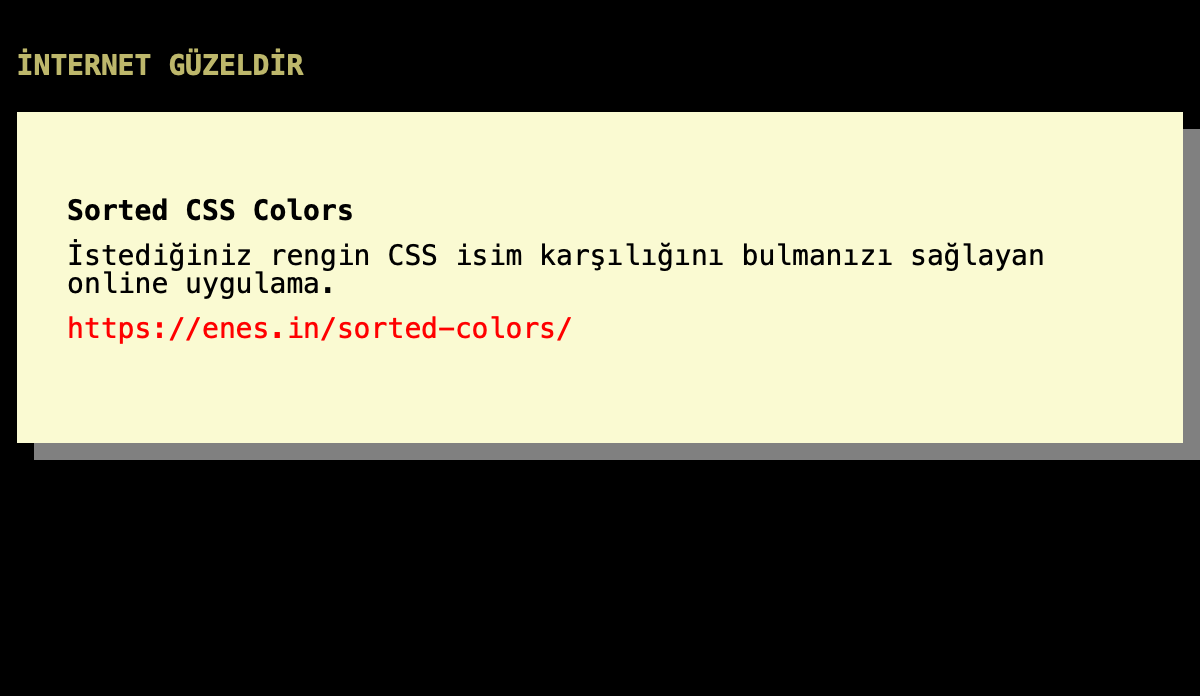 İNTERNET GÜZELDİR
Sorted CSS Colors
İstediğiniz rengin CSS isim karşılığını bulmanızı sağlayan
online uygulama.
https://enes.in/sorted-colors/